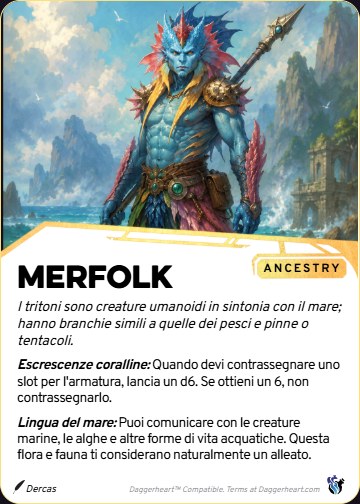 MERFOLK
ANCESTRY
I tritoni sono creature umanoidi in sintonia con il mare;
hanno branchie simili a quelle dei pesci e pinne o
tentacoli.
Escrescenze coralline: Quando devi contrassegnare uno
slot per l'armatura, lancia un d6. Se ottieni un 6, non
contrassegnarlo.
Lingua del mare: Puoi comunicare con le creature
marine, le alghe e altre forme di vita acquatiche. Questa
flora e fauna ti considerano naturalmente un alleato.
Dercas
Daggerheart™ Compatible. Terms at Daggerheart.com